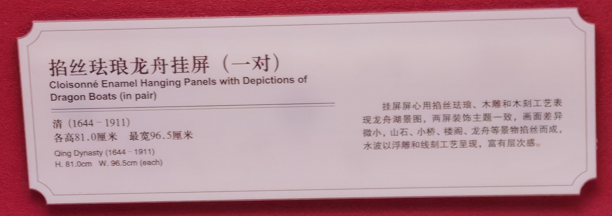 掐丝珐琅龙舟挂屏（一对）
Cloisonné Enamel Hanging Panels with Depictions of
Dragon Boats (in pair)
清（1644－1911）
各高81.0厘米　最宽96.5厘米
Qing Dynasty (1644－1911)
H. 81.0cm  W. 96.5cm (each)
挂屏屏心用掐丝珐琅、木雕和木刻工艺表
现龙舟湖景图，两屏装饰主题一致，画面差异
微小，山石、小桥、楼阁、龙舟等景物掐丝而成，
水波以浮雕和线刻工艺呈现，富有层次感。